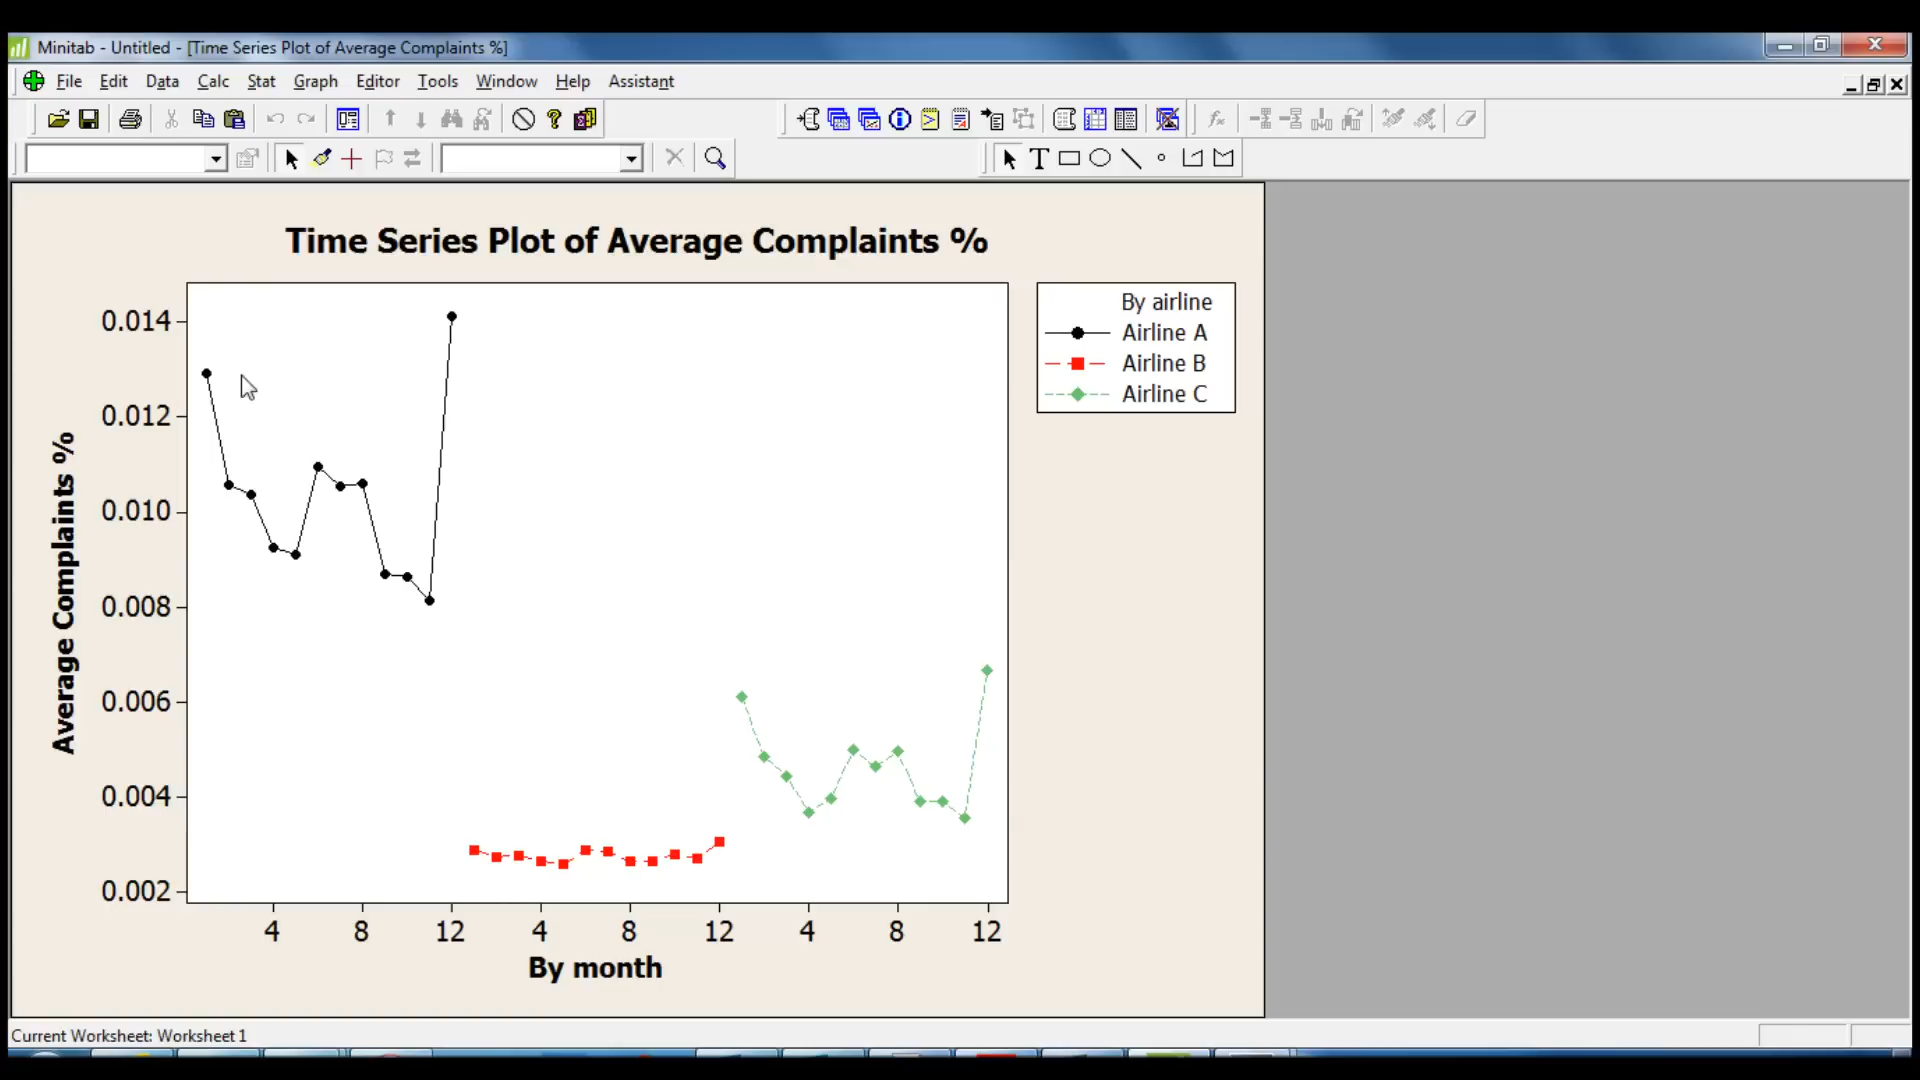 Minitab - Untitled - [Time Series Plot of Average Complaints %]
File Edit Data Calc Stat Graph Editor Tools Window Help Assistant
Time Series Plot of Average Complaints %
By airline
Airline A
Airline B
Airline C
Average Complaints %
0.014
0.012
0.010
0.008
0.006
0.004
0.002
4 8 12 4 8 12 4 8 12
By month
Current Worksheet: Worksheet 1